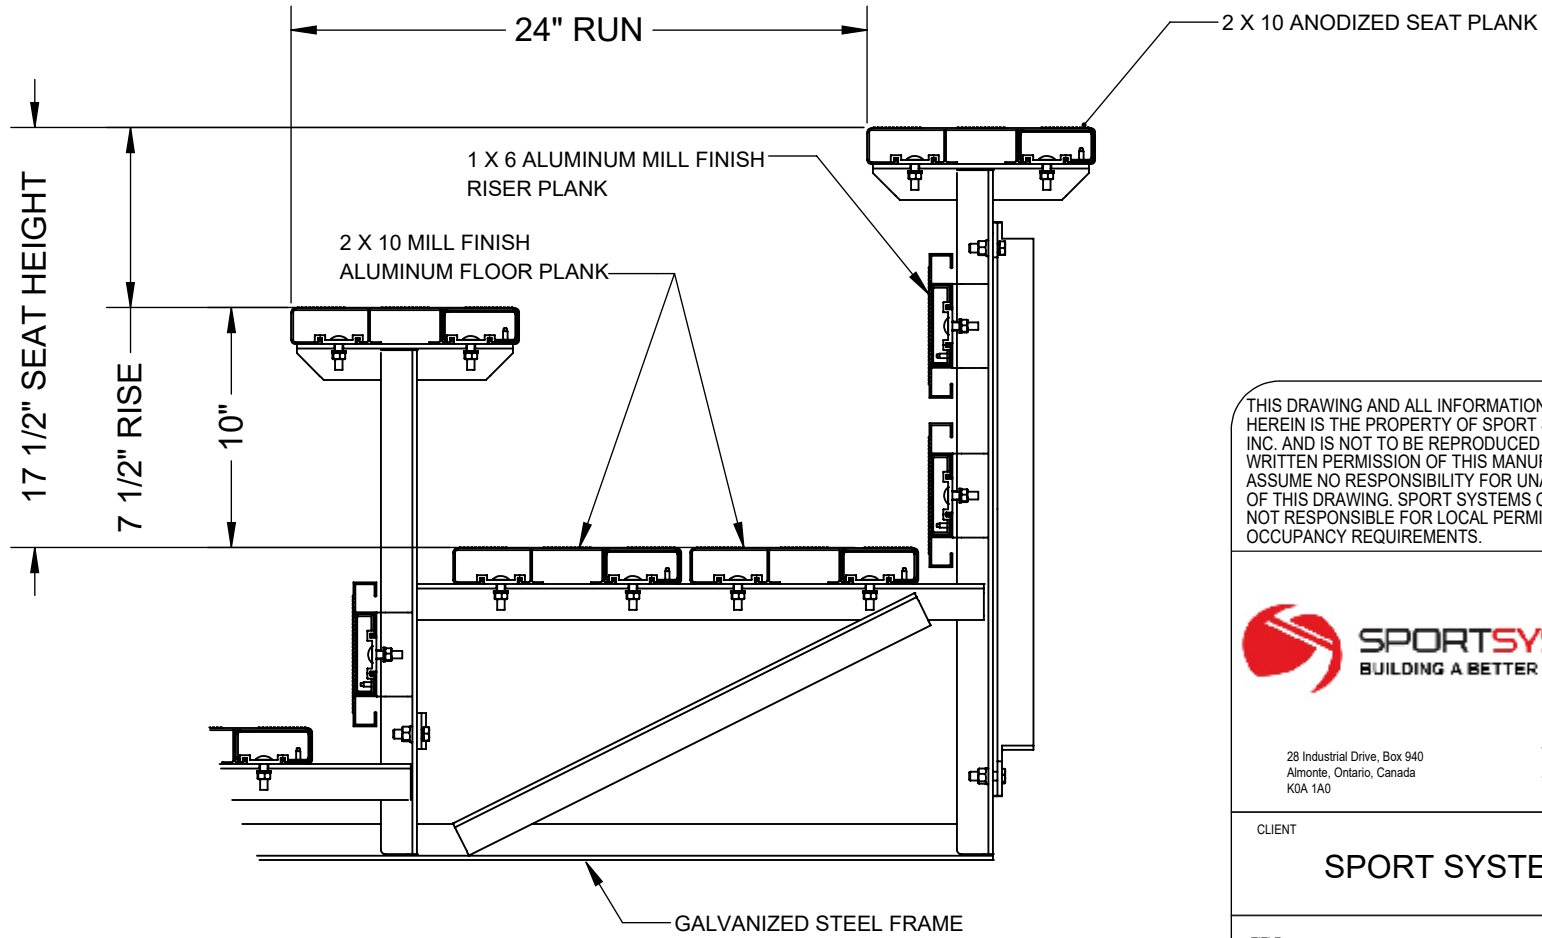 24" RUN
2 X 10 ANODIZED SEAT PLANK
1 X 6 ALUMINUM MILL FINISH
RISER PLANK
2 X 10 MILL FINISH
ALUMINUM FLOOR PLANK
17 1/2" SEAT HEIGHT
7 1/2" RISE
10"
GALVANIZED STEEL FRAME
THIS DRAWING AND ALL INFORMATION
HEREIN IS THE PROPERTY OF SPORT
INC. AND IS NOT TO BE REPRODUCED
WRITTEN PERMISSION OF THIS
ASSUME NO RESPONSIBILITY FOR
OF THIS DRAWING. SPORT SYSTEMS
NOT RESPONSIBLE FOR LOCAL
OCCUPANCY REQUIREMENTS.
SPORTSY
BUILDING A BETTER
28 Industrial Drive, Box 940
Almonte, Ontario, Canada
K0A 1A0
CLIENT
SPORT SYSTE